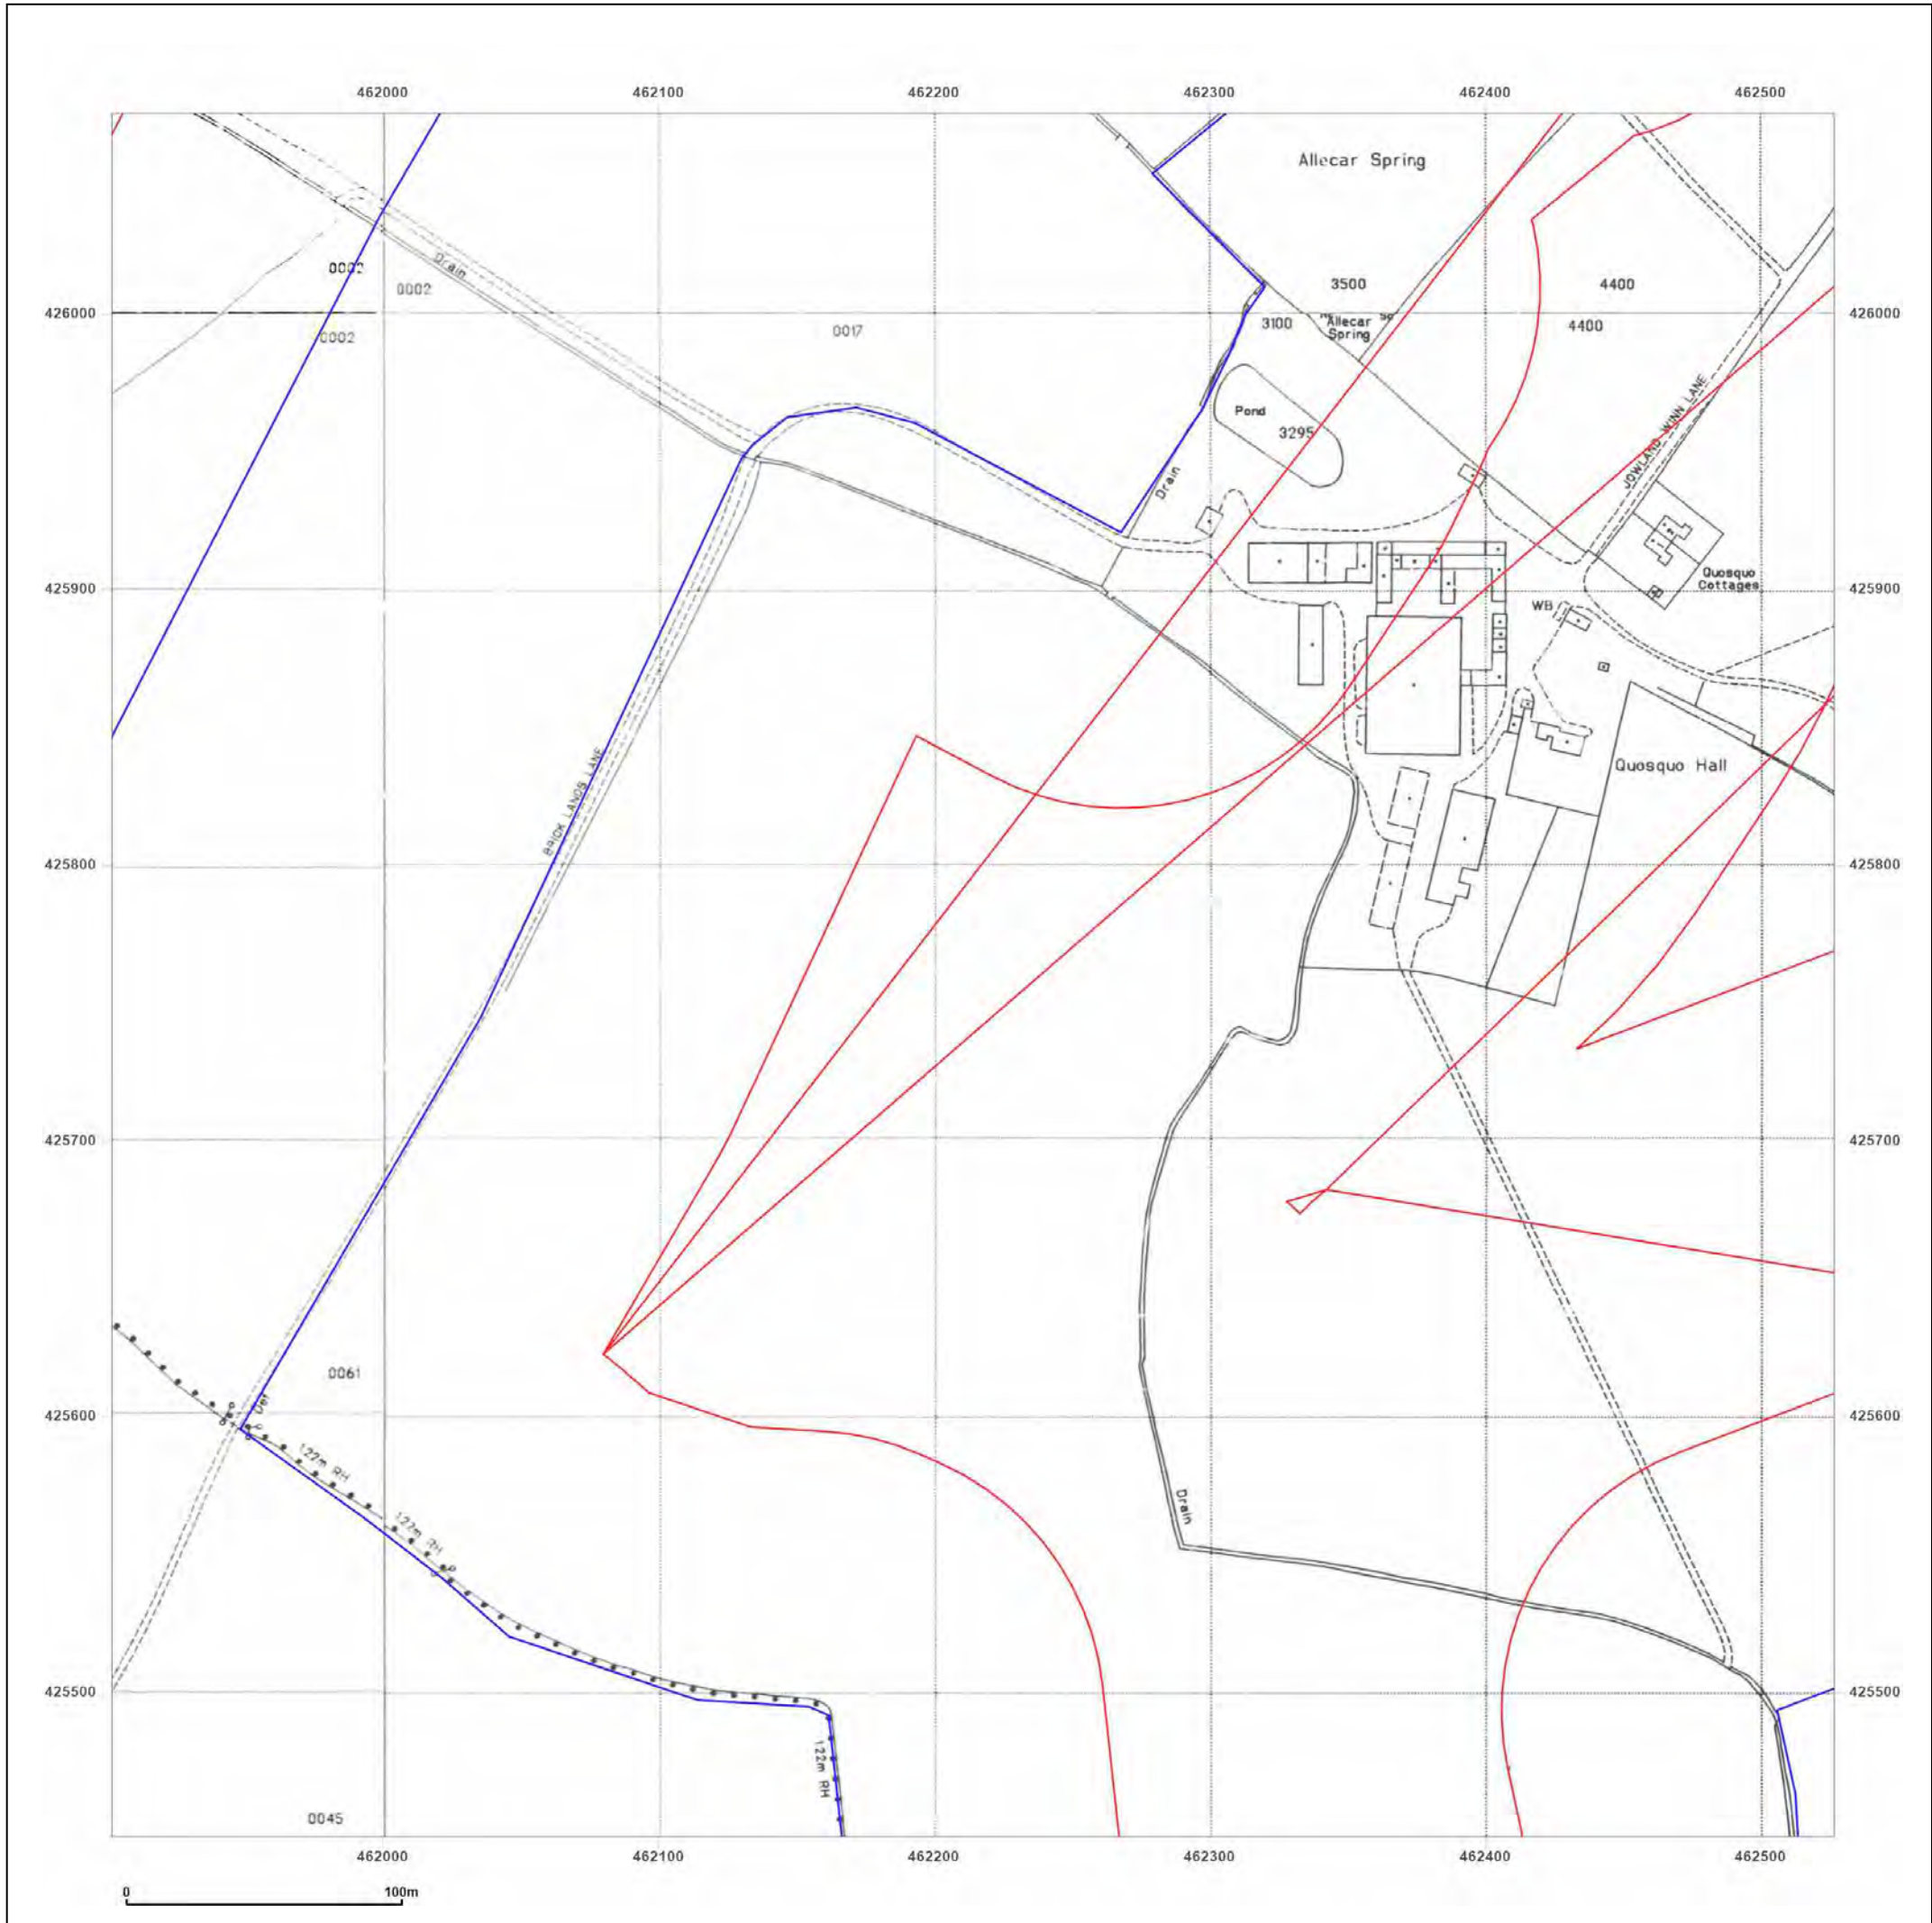 462000
462100
462200
462300
462400
462500
Allecar Spring
Drain
0002
0002
3500
4400
426000
426000
0002
0017
3100
Allecar
Spring
4400
JOWLAND WINN LANE
Pond
3295
Drain
425900
425900
Quosquo
Cottages
WB
BRICK LANDS LANE
Quosquo Hall
425800
425800
425700
425700
0061
Def
425600
425600
122m RH
122m RH
Drain
425500
425500
122m RH
0045
462000
462100
462200
462300
462400
462500
0
100m